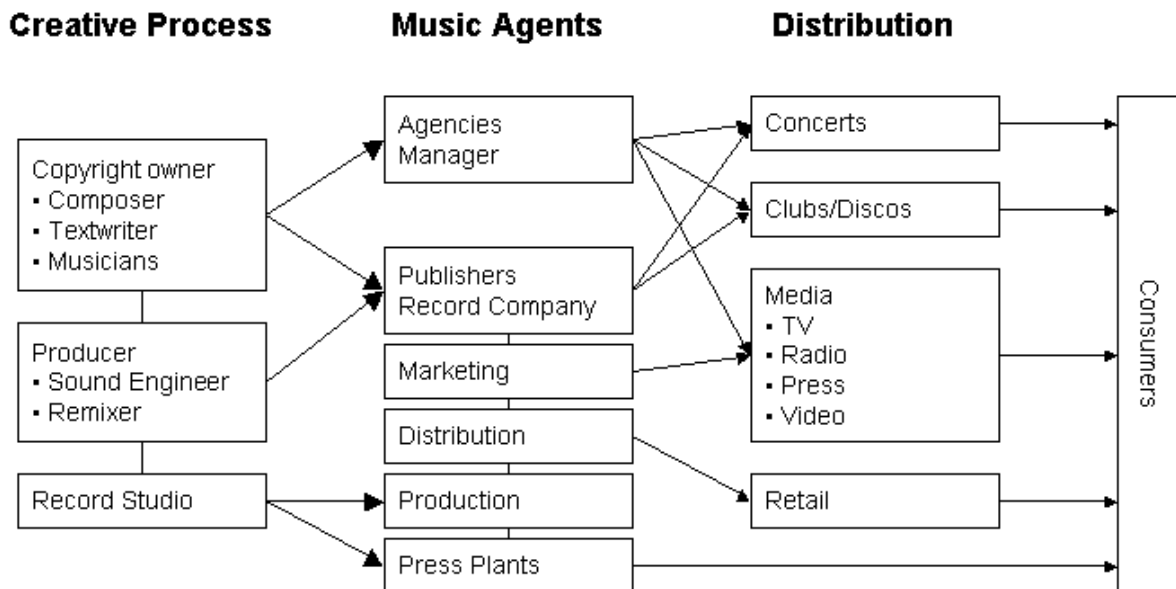 Creative Process
Music Agents
Distribution
Copyright owner
▪ Composer
▪ Textwriter
▪ Musicians
Producer
▪ Sound Engineer
▪ Remixer
Record Studio
Agencies
Manager
Publishers
Record Company
Marketing
Distribution
Production
Press Plants
Concerts
Clubs/Discos
Media
▪ TV
▪ Radio
▪ Press
▪ Video
Retail
Consumers